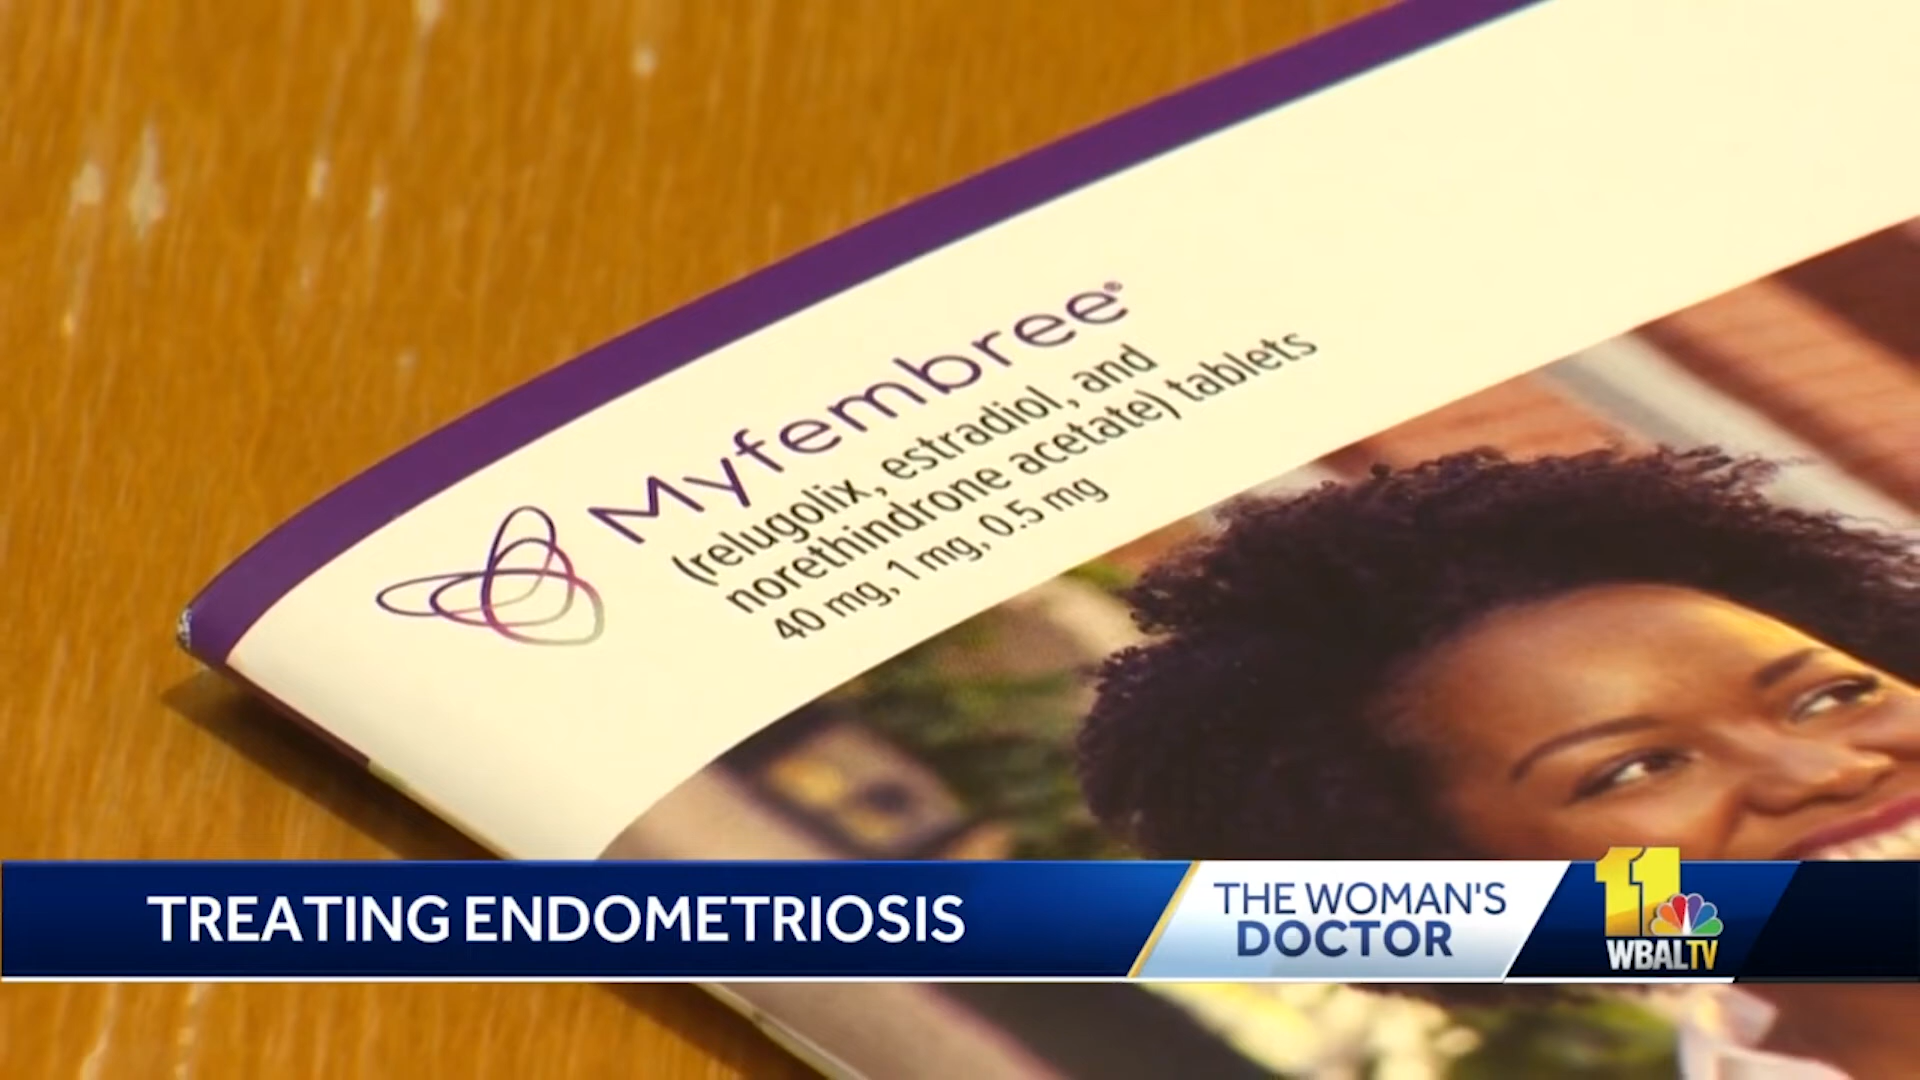 Myfembree®
(relugolix, estradiol, and
norethindrone acetate) tablets
40 mg, 1 mg, 0.5 mg
TREATING ENDOMETRIOSIS
THE WOMAN'S
DOCTOR
11
WBALTV